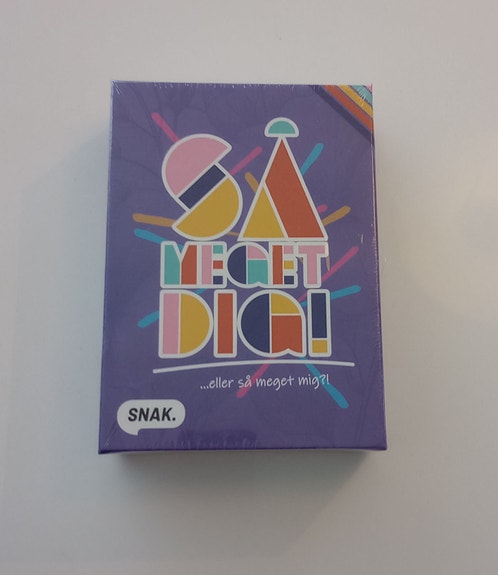 SÅ
MEGET
DIG!
...eller så meget mig?!
SNAK.